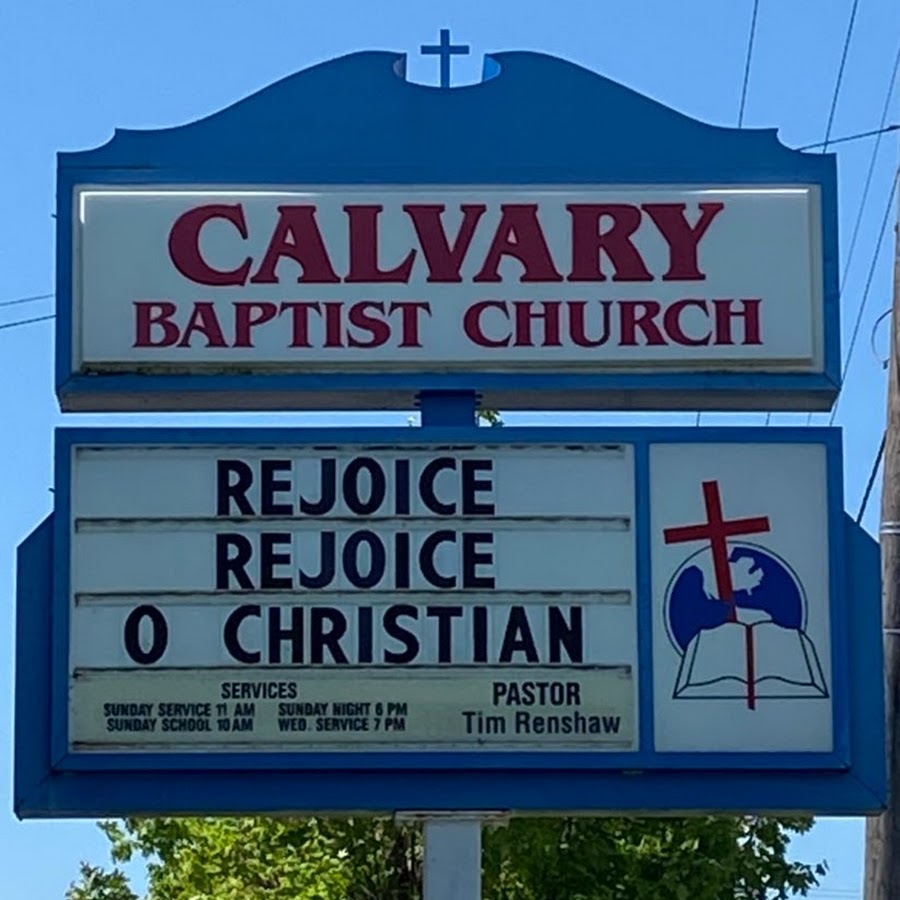 CALVARY
BAPTIST CHURCH
REJOICE
REJOICE
O CHRISTIAN
SERVICES
SUNDAY SERVICE 11 AM SUNDAY NIGHT 6 PM
SUNDAY SCHOOL 10 AM WED. SERVICE 7 PM
PASTOR
Tim Renshaw